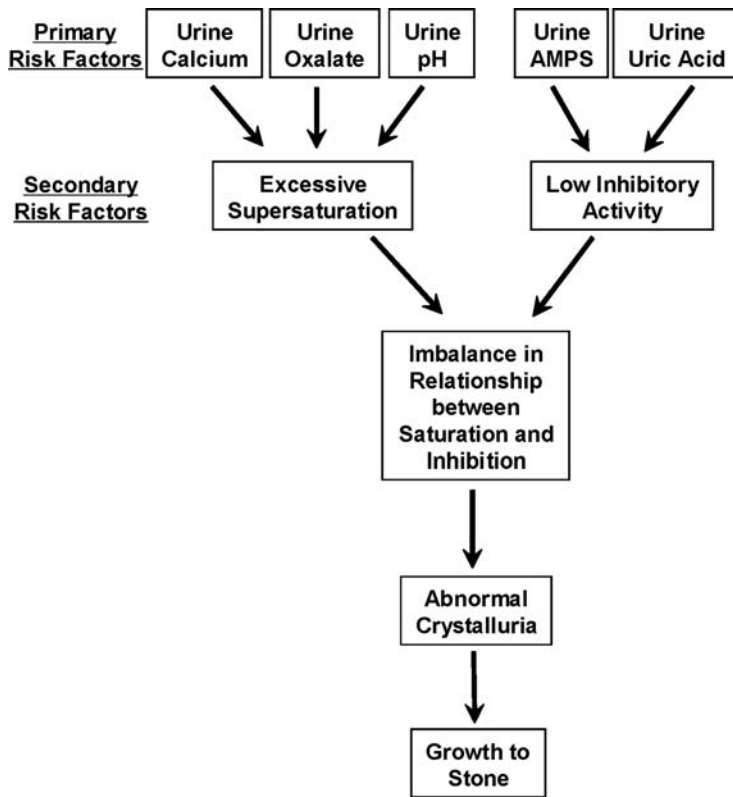 Primary
Risk Factors
Urine
Calcium
Urine
Oxalate
Urine
pH
Urine
AMPS
Urine
Uric Acid
Secondary
Risk Factors
Excessive
Supersaturation
Low Inhibitory
Activity
Imbalance in
Relationship
between
Saturation and
Inhibition
Abnormal
Crystalluria
Growth to
Stone